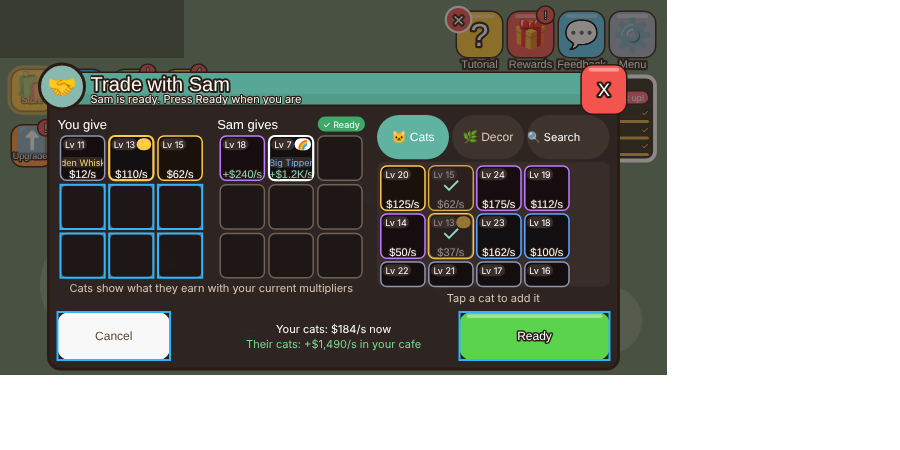 Tutorial
Rewards
Feedback
Menu
Trade with Sam
Sam is ready. Press Ready when you are
X
You give
Sam gives
✓ Ready
Cats
Decor
Search
Lv 11
$12/s
Lv 13
$110/s
Lv 15
$62/s
Lv 18
+$240/s
Lv 7
Big Tipper
+$1.2K/s
Lv 20
$125/s
Lv 15
$62/s
Lv 24
$175/s
Lv 19
$112/s
Lv 14
$50/s
Lv 13
$37/s
Lv 23
$162/s
Lv 18
$100/s
Lv 22
Lv 21
Lv 17
Lv 16
Cats show what they earn with your current multipliers
Tap a cat to add it
Cancel
Your cats: $184/s now
Their cats: +$1,490/s in your cafe
Ready